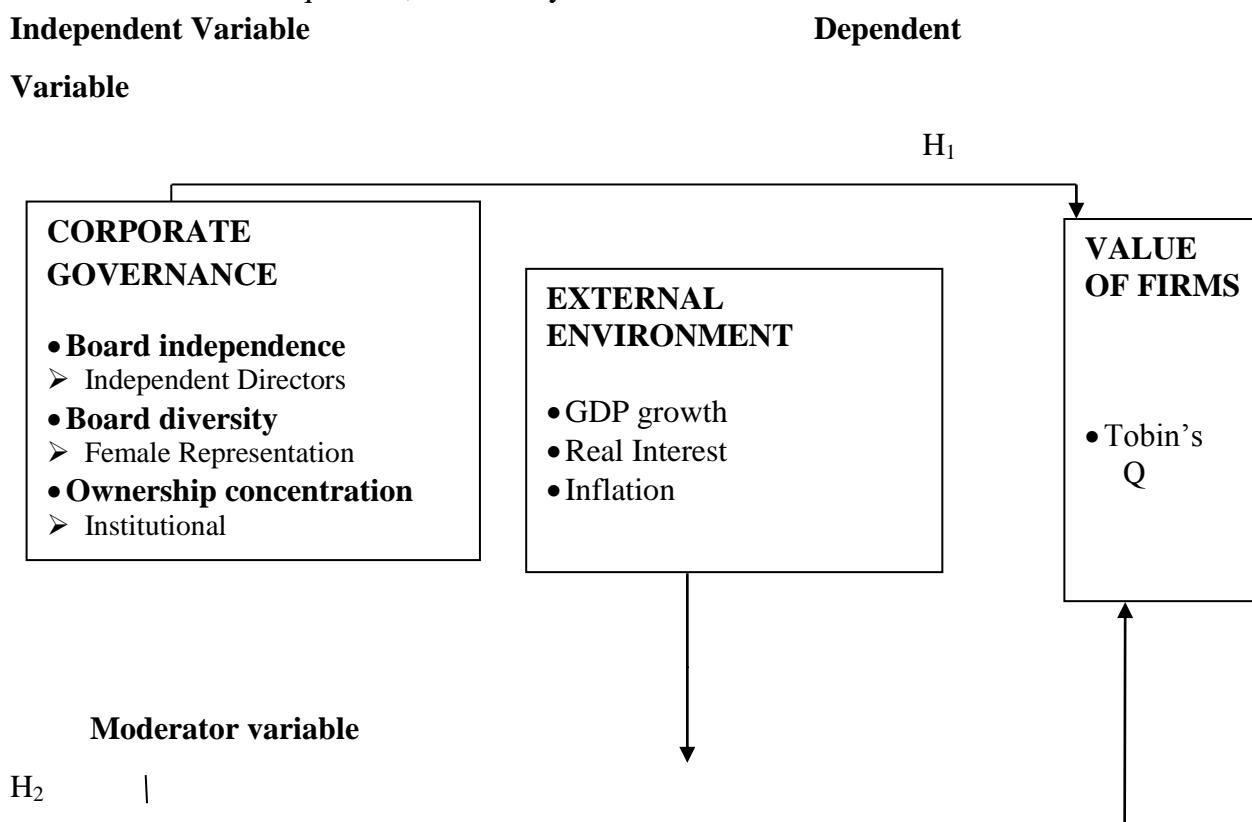 Independent Variable Dependent
Variable
H₁
CORPORATE
GOVERNANCE
• Board independence
➢ Independent Directors
• Board diversity
➢ Female Representation
• Ownership concentration
➢ Institutional
EXTERNAL
ENVIRONMENT
• GDP growth
• Real Interest
• Inflation
VALUE
OF FIRMS
• Tobin’s
Q
Moderator variable
H₂